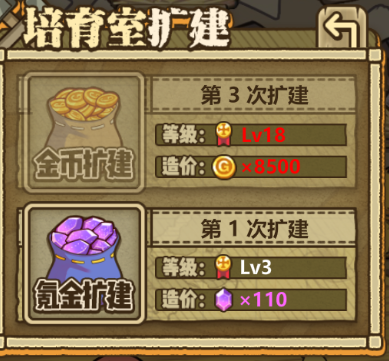 培育室扩建
第 3 次扩建
等级: Lv18
金币扩建
造价: G ×8500
第 1 次扩建
等级: Lv3
氪金扩建
造价: ×110